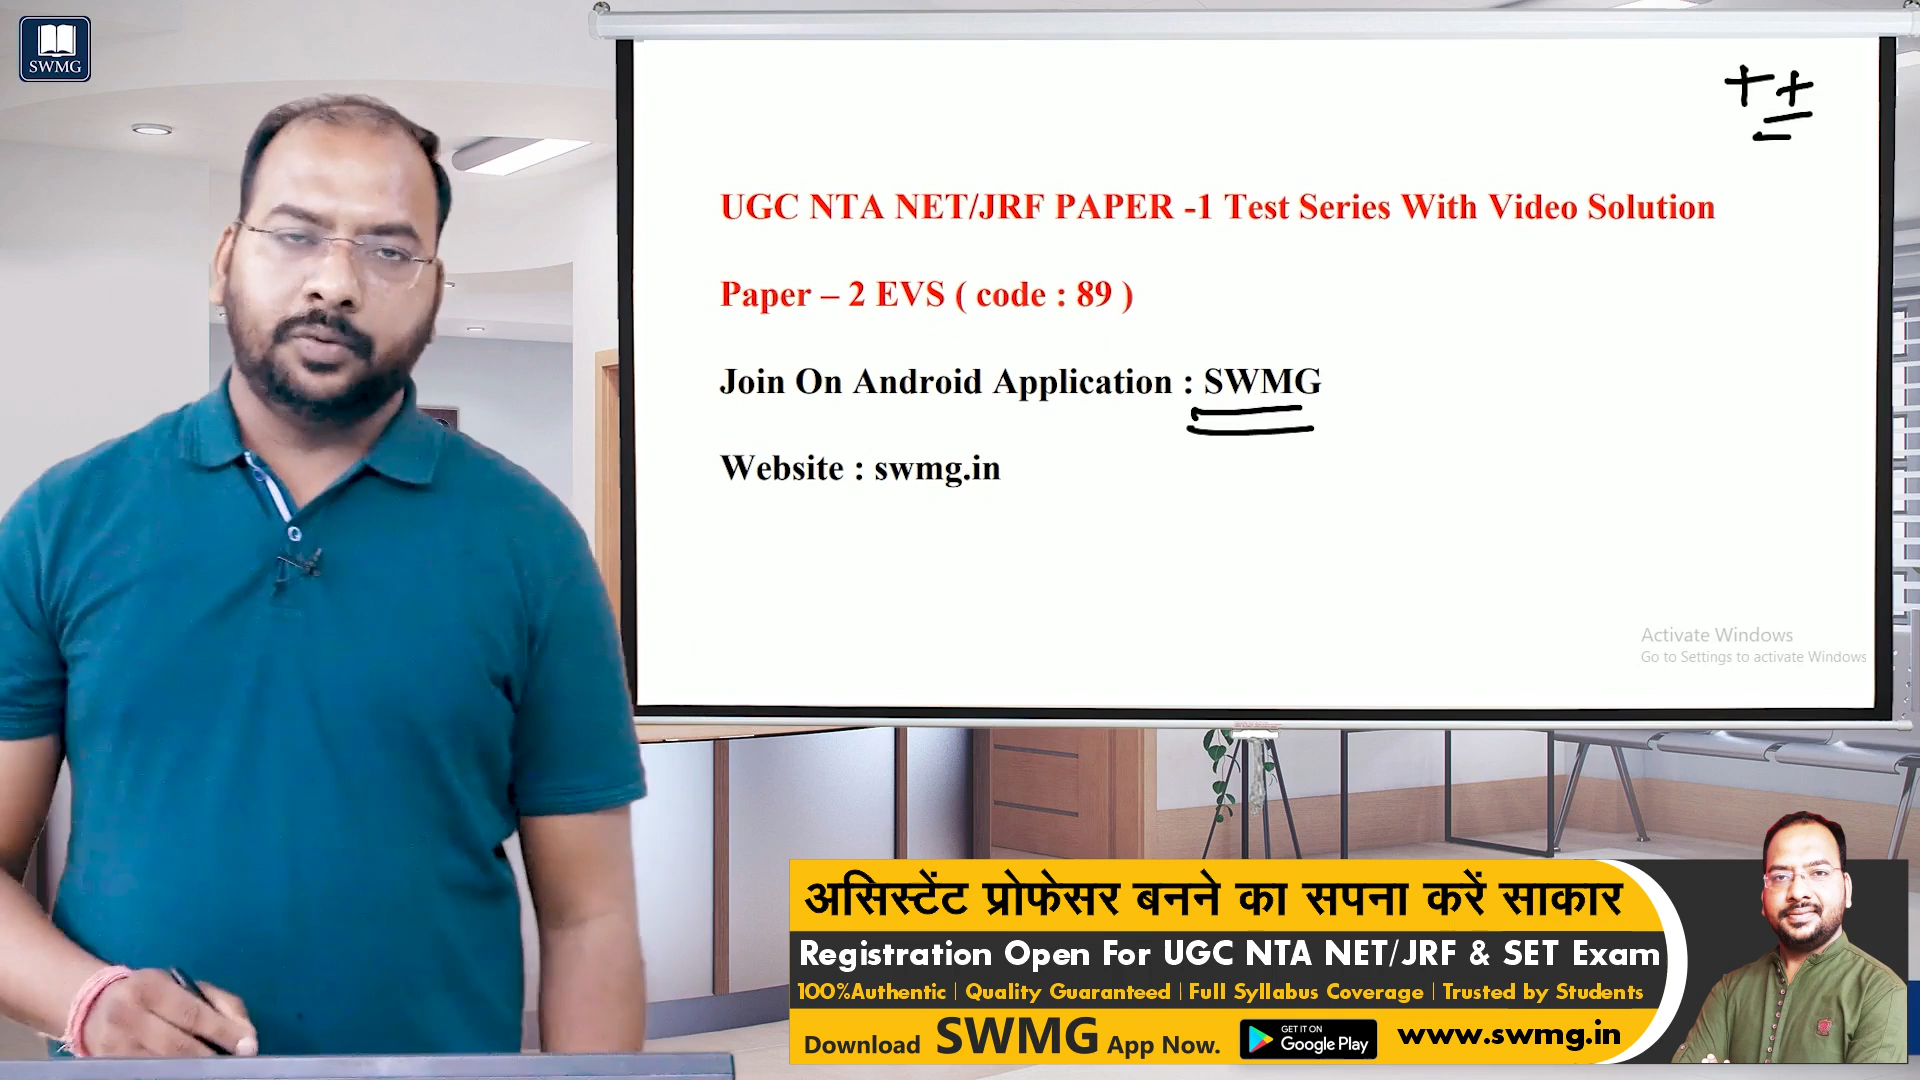 SWMG
++
UGC NTA NET/JRF PAPER -1 Test Series With Video Solution
Paper – 2 EVS ( code : 89 )
Join On Android Application : SWMG
Website : swmg.in
Activate Windows
Go to Settings to activate Windows
असिस्टेंट प्रोफेसर बनने का सपना करें साकार
Registration Open For UGC NTA NET/JRF & SET Exam
100%Authentic | Quality Guaranteed | Full Syllabus Coverage | Trusted by Students
Download SWMG App Now. GET IT ON Google Play www.swmg.in